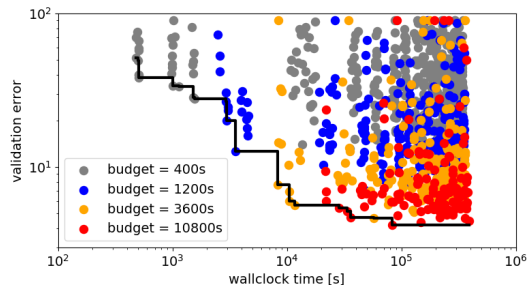 validation error
10²
10¹
budget = 400s
budget = 1200s
budget = 3600s
budget = 10800s
10² 10³ 10⁴ 10⁵ 10⁶
wallclock time [s]